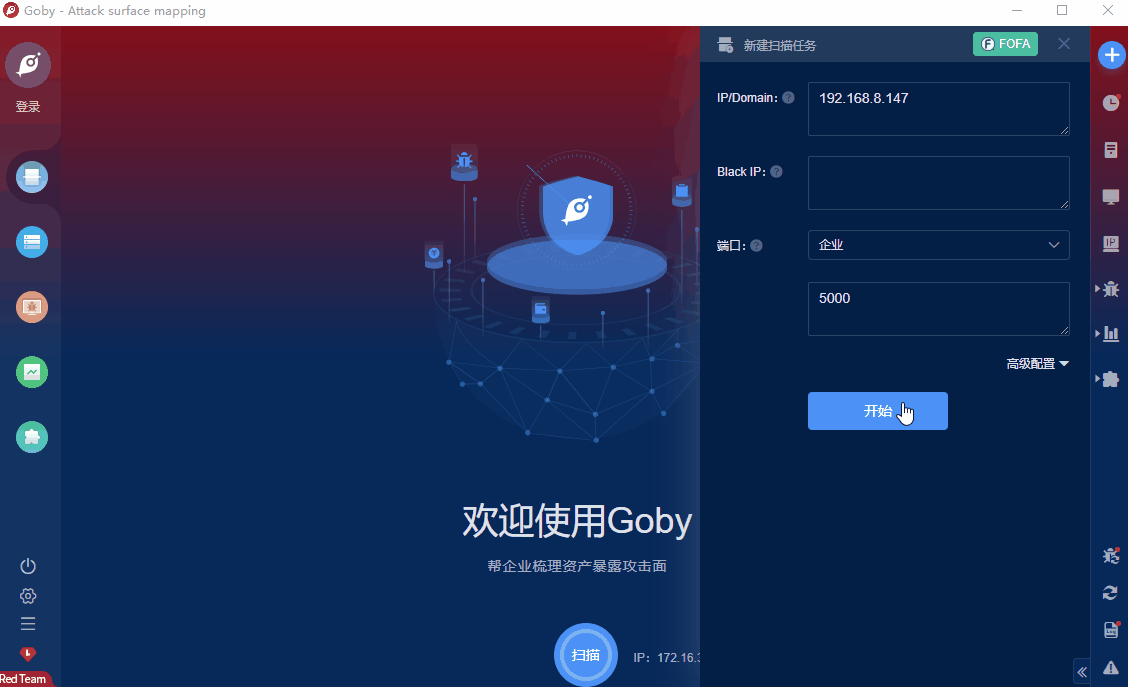 Goby - Attack surface mapping
登录
新建扫描任务
FOFA
IP/Domain:
192.168.8.147
Black IP:
端口:
企业
5000
高级配置
开始
欢迎使用Goby
帮企业梳理资产暴露攻击面
扫描
IP: 172.16.3
Red Team
IP
LOG